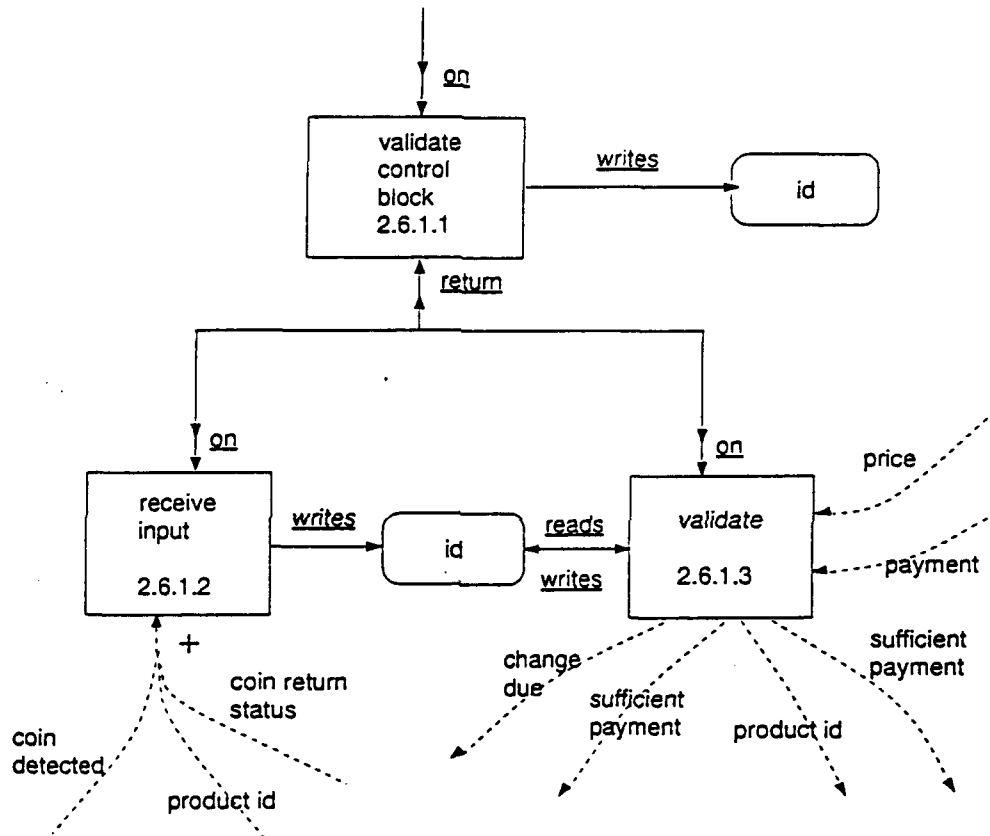 on
validate
control
block
2.6.1.1
writes
id
return
on
on
price
receive
input
2.6.1.2
writes
id
reads
writes
validate
2.6.1.3
payment
+
coin return
status
change
due
sufficient
payment
product id
sufficient
payment
coin
detected
product id